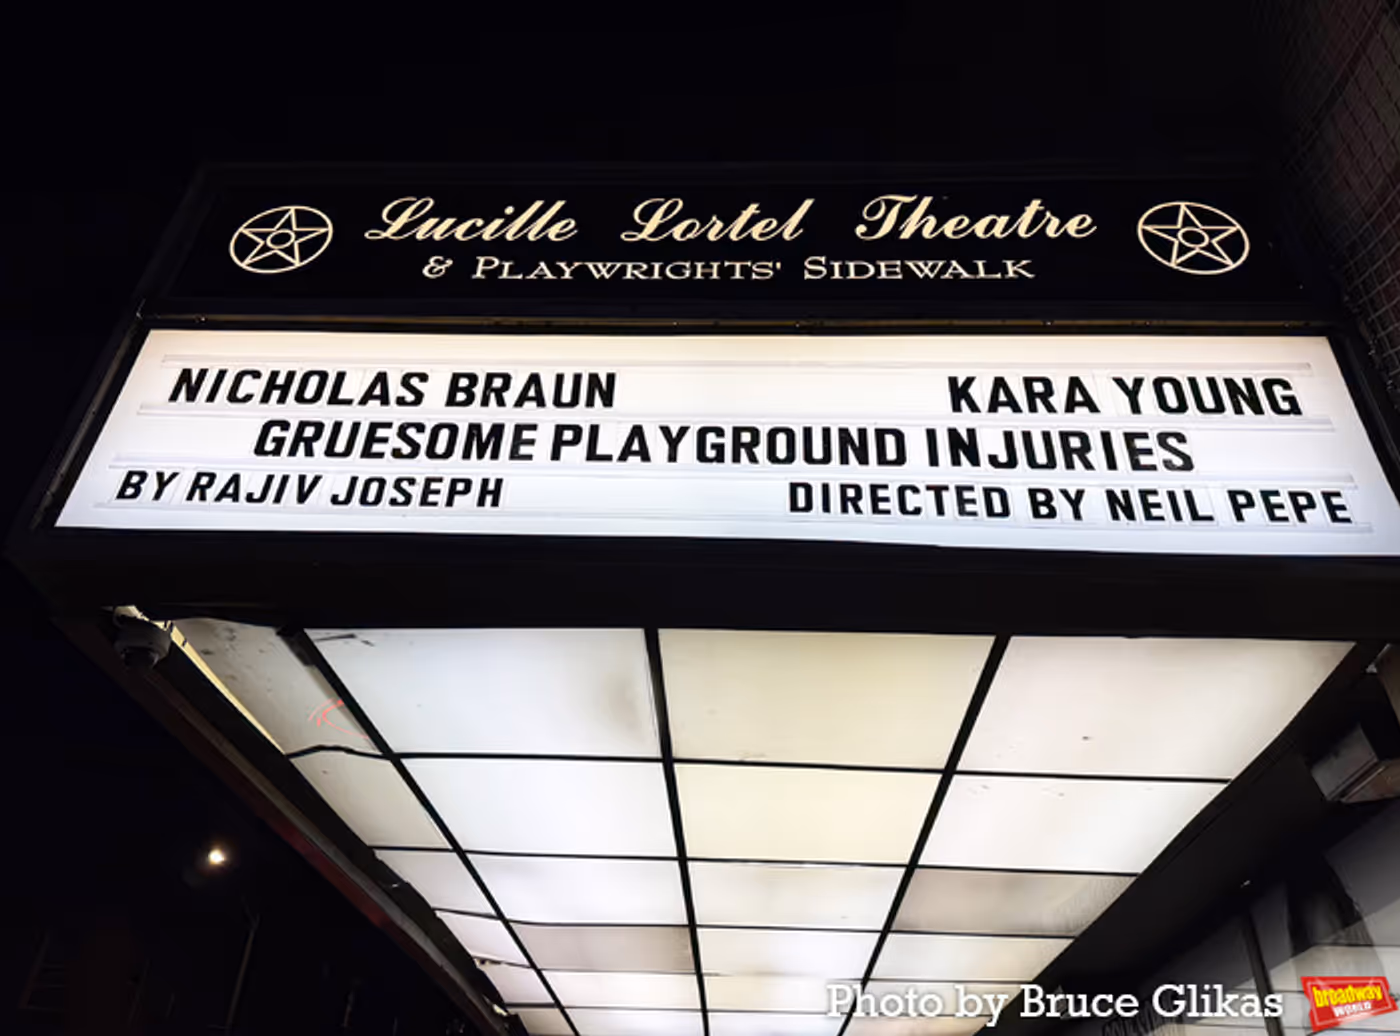 Lucille Lortel Theatre
& PLAYWRIGHTS' SIDEWALK
NICHOLAS BRAUN KARA YOUNG
GRUESOME PLAYGROUND INJURIES
BY RAJIV JOSEPH DIRECTED BY NEIL PEPE
Photo by Bruce Glikas
broadway
WORLD